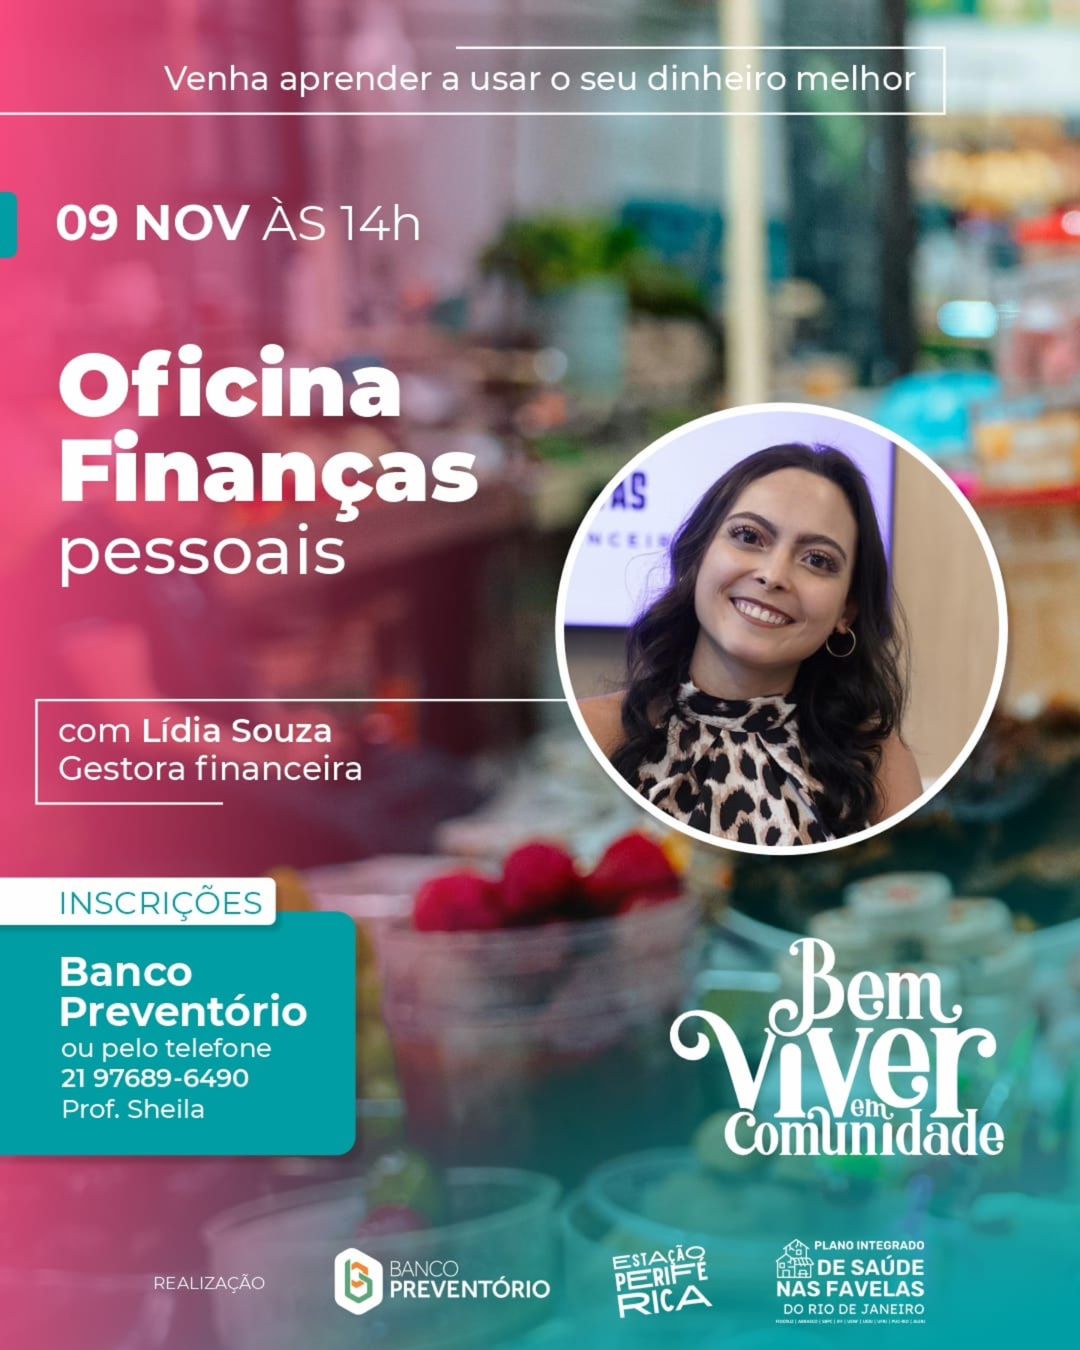 Venha aprender a usar o seu dinheiro melhor
09 NOV ÀS 14h
Oficina
Finanças
pessoais
AS
NCEIR
com Lídia Souza
Gestora financeira
INSCRIÇÕES
Banco
Preventório
ou pelo telefone
21 97689-6490
Prof. Sheila
Bem
Viver
em
Comunidade
REALIZAÇÃO
BANCO
PREVENTÓRIO
ESTAÇÃO
PERIFÉ
RICA
PLANO INTEGRADO
DE SAÚDE
NAS FAVELAS
DO RIO DE JANEIRO